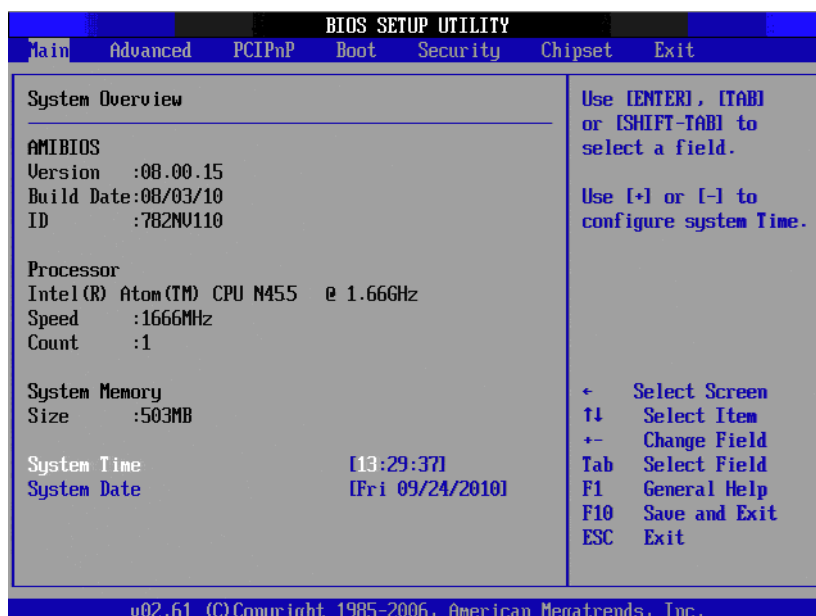 BIOS SETUP UTILITY
Main Advanced PCIPnP Boot Security Chipset Exit
System Overview
AMIBIOS
Version :08.00.15
Build Date:08/03/10
ID :782NV110
Processor
Intel(R) Atom(TM) CPU N455 @ 1.66GHz
Speed :1666MHz
Count :1
System Memory
Size :503MB
System Time [13:29:37]
System Date [Fri 09/24/2010]
Use [ENTER], [TAB]
or [SHIFT-TAB] to
select a field.
Use [+] or [-] to
configure system Time.
← Select Screen
↑↓ Select Item
+- Change Field
Tab Select Field
F1 General Help
F10 Save and Exit
ESC Exit
v02.61 (C)Copyright 1985-2006, American Megatrends, Inc.